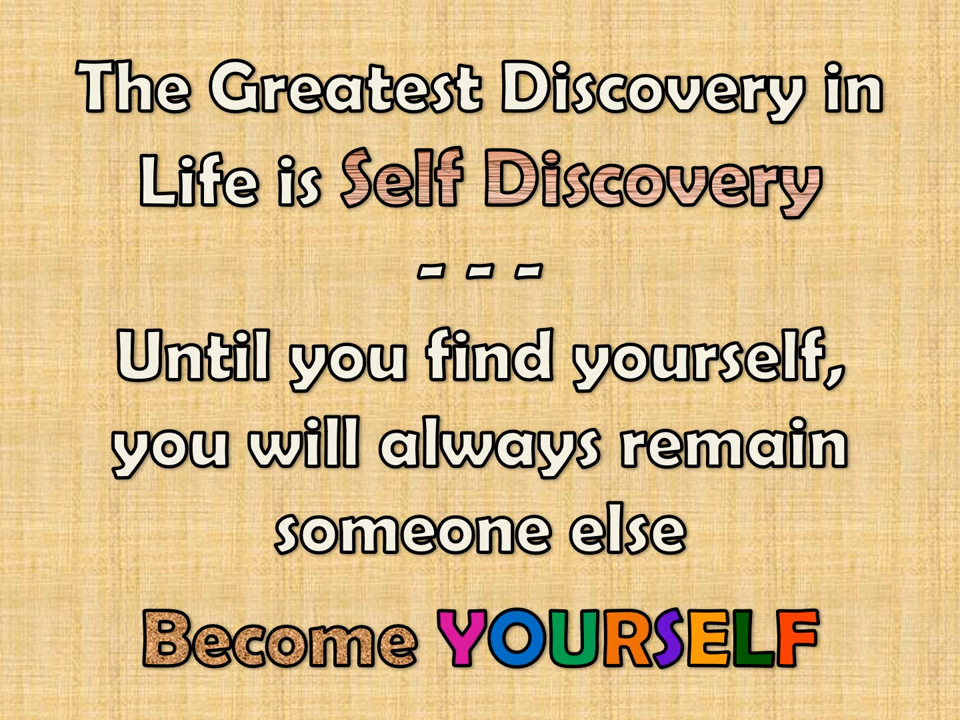 The Greatest Discovery in
Life is Self Discovery
- - -
Until you find yourself,
you will always remain
someone else
Become YOURSELF